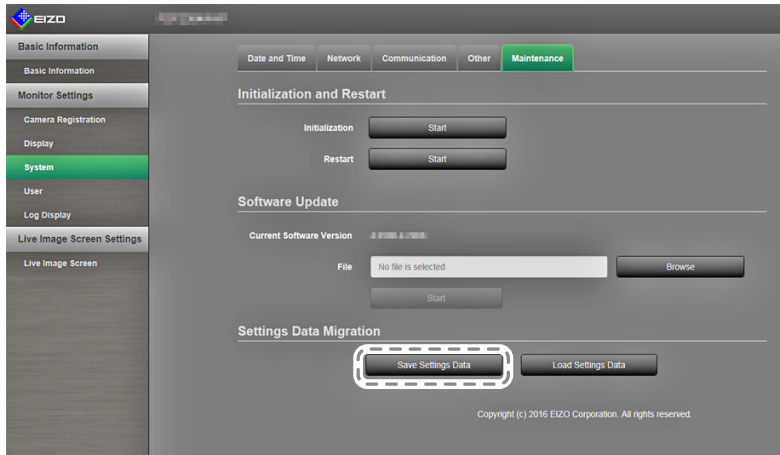 EIZO
Basic Information
Basic Information
Monitor Settings
Camera Registration
Display
System
User
Log Display
Live Image Screen Settings
Live Image Screen
Date and Time Network Communication Other Maintenance
Initialization and Restart
Initialization Start
Restart Start
Software Update
Current Software Version
File No file is selected Browse
Start
Settings Data Migration
Save Settings Data Load Settings Data
Copyright (c) 2016 EIZO Corporation. All rights reserved.